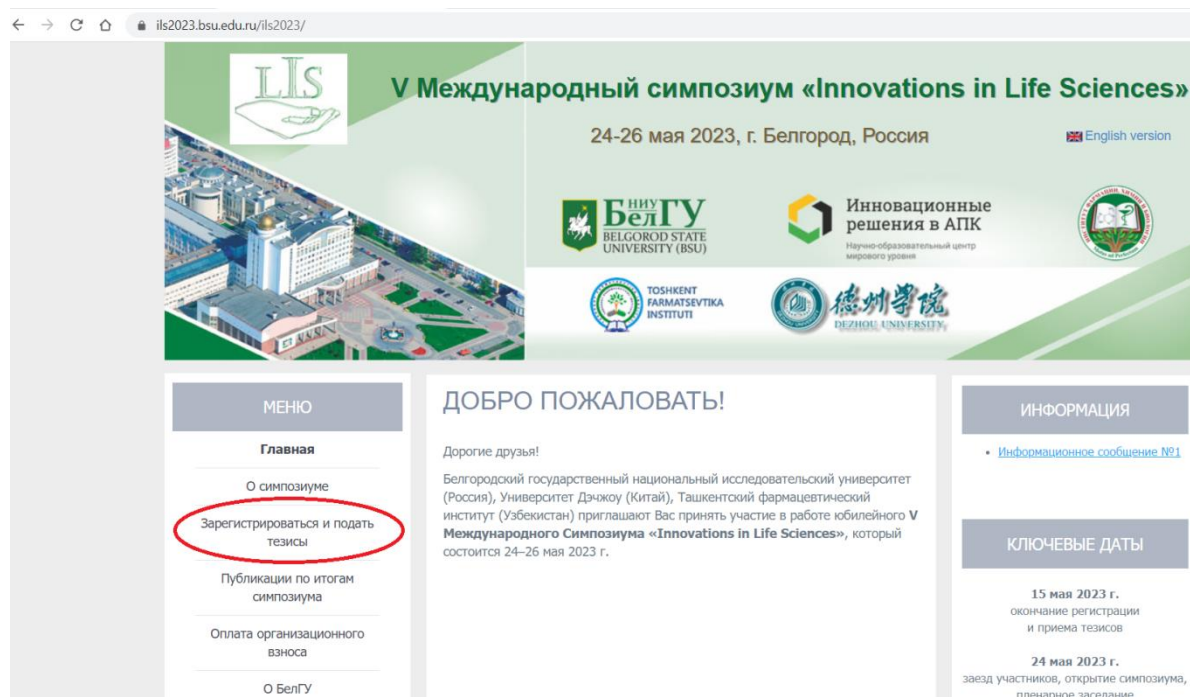 ils2023.bsu.edu.ru/ils2023/
LIS
V Международный симпозиум «Innovations in Life Sciences»
24-26 мая 2023, г. Белгород, Россия
English version
НИУ
БелГУ
BELGOROD STATE
UNIVERSITY (BSU)
Инновационные
решения в АПК
Научно-образовательный центр
мирового уровня
TOSHKENT
FARMATSEVTIKA
INSTITUTI
德州学院
DEZHOU UNIVERSITY
МЕНЮ
Главная
О симпозиуме
Зарегистрироваться и подать
тезисы
Публикации по итогам
симпозиума
Оплата организационного
взноса
О БелГУ
ДОБРО ПОЖАЛОВАТЬ!
Дорогие друзья!
Белгородский государственный национальный исследовательский университет
(Россия), Университет Дэчжоу (Китай), Ташкентский фармацевтический
институт (Узбекистан) приглашают Вас принять участие в работе юбилейного V
Международного Симпозиума «Innovations in Life Sciences», который
состоится 24–26 мая 2023 г.
ИНФОРМАЦИЯ
• Информационное сообщение №1
КЛЮЧЕВЫЕ ДАТЫ
15 мая 2023 г.
окончание регистрации
и приема тезисов
24 мая 2023 г.
заезд участников, открытие симпозиума,
пленарное заседание